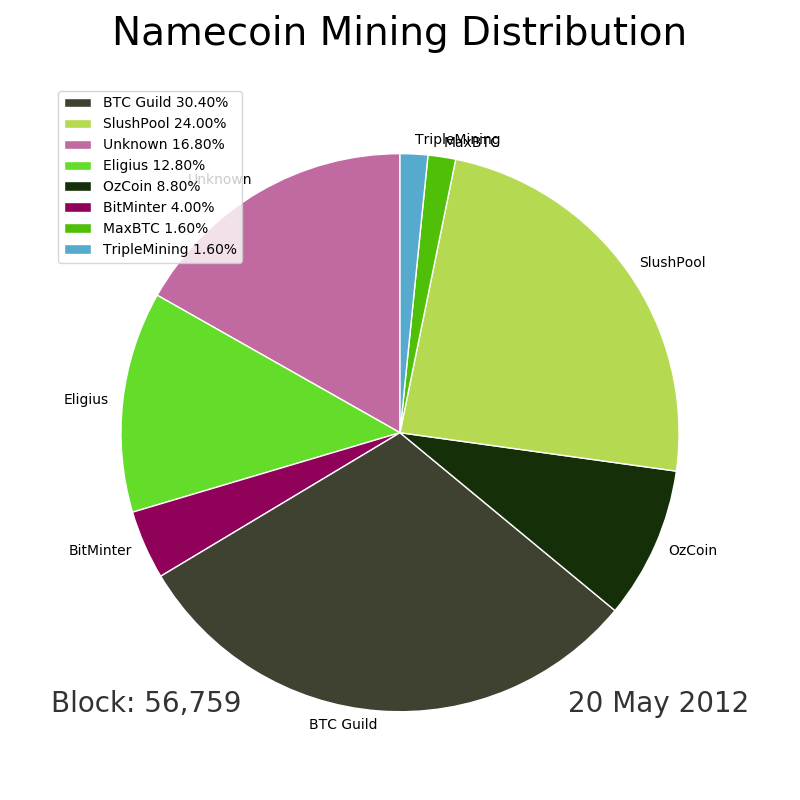 Namecoin Mining Distribution
BTC Guild 30.40%
SlushPool 24.00%
Unknown 16.80%
Eligius 12.80%
OzCoin 8.80%
BitMinter 4.00%
MaxBTC 1.60%
TripleMining 1.60%
TripleMining
MaxBTC
Unknown
SlushPool
Eligius
BitMinter
OzCoin
BTC Guild
Block: 56,759
20 May 2012